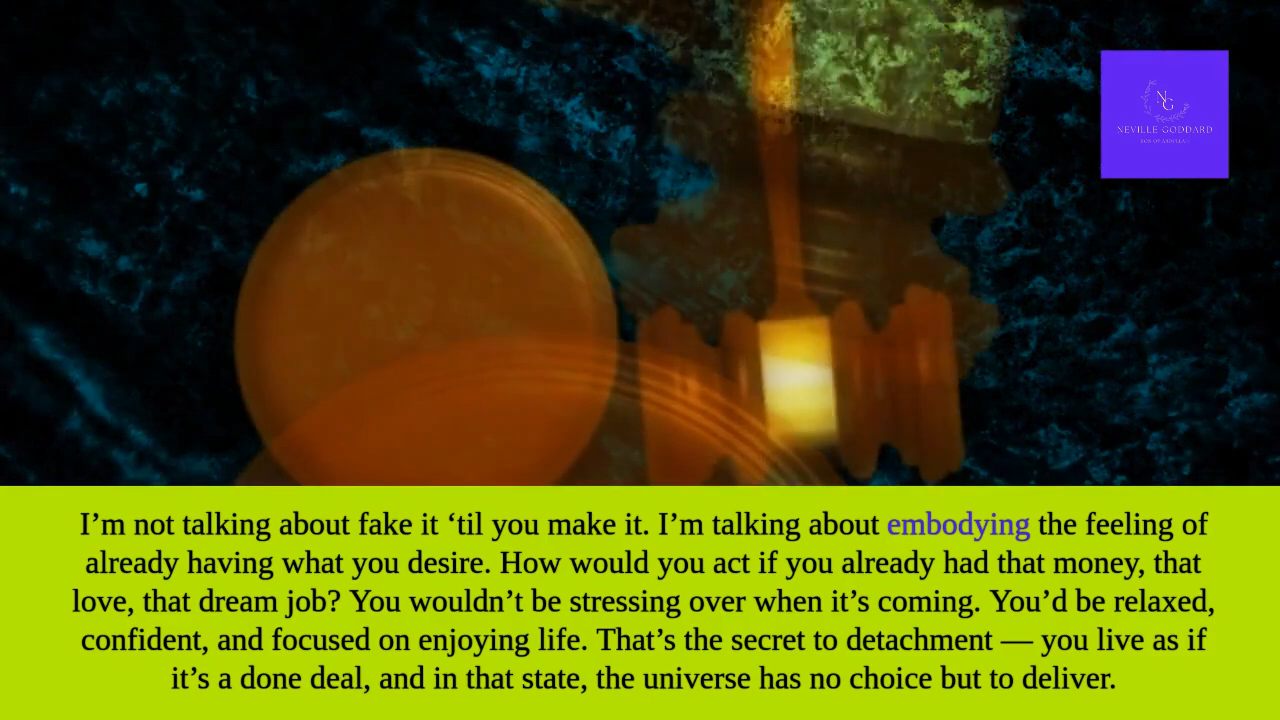 NG
NEVILLE GODDARD
SON OF ABDULLAH
I’m not talking about fake it ‘til you make it. I’m talking about embodying the feeling of
already having what you desire. How would you act if you already had that money, that
love, that dream job? You wouldn’t be stressing over when it’s coming. You’d be relaxed,
confident, and focused on enjoying life. That’s the secret to detachment — you live as if
it’s a done deal, and in that state, the universe has no choice but to deliver.